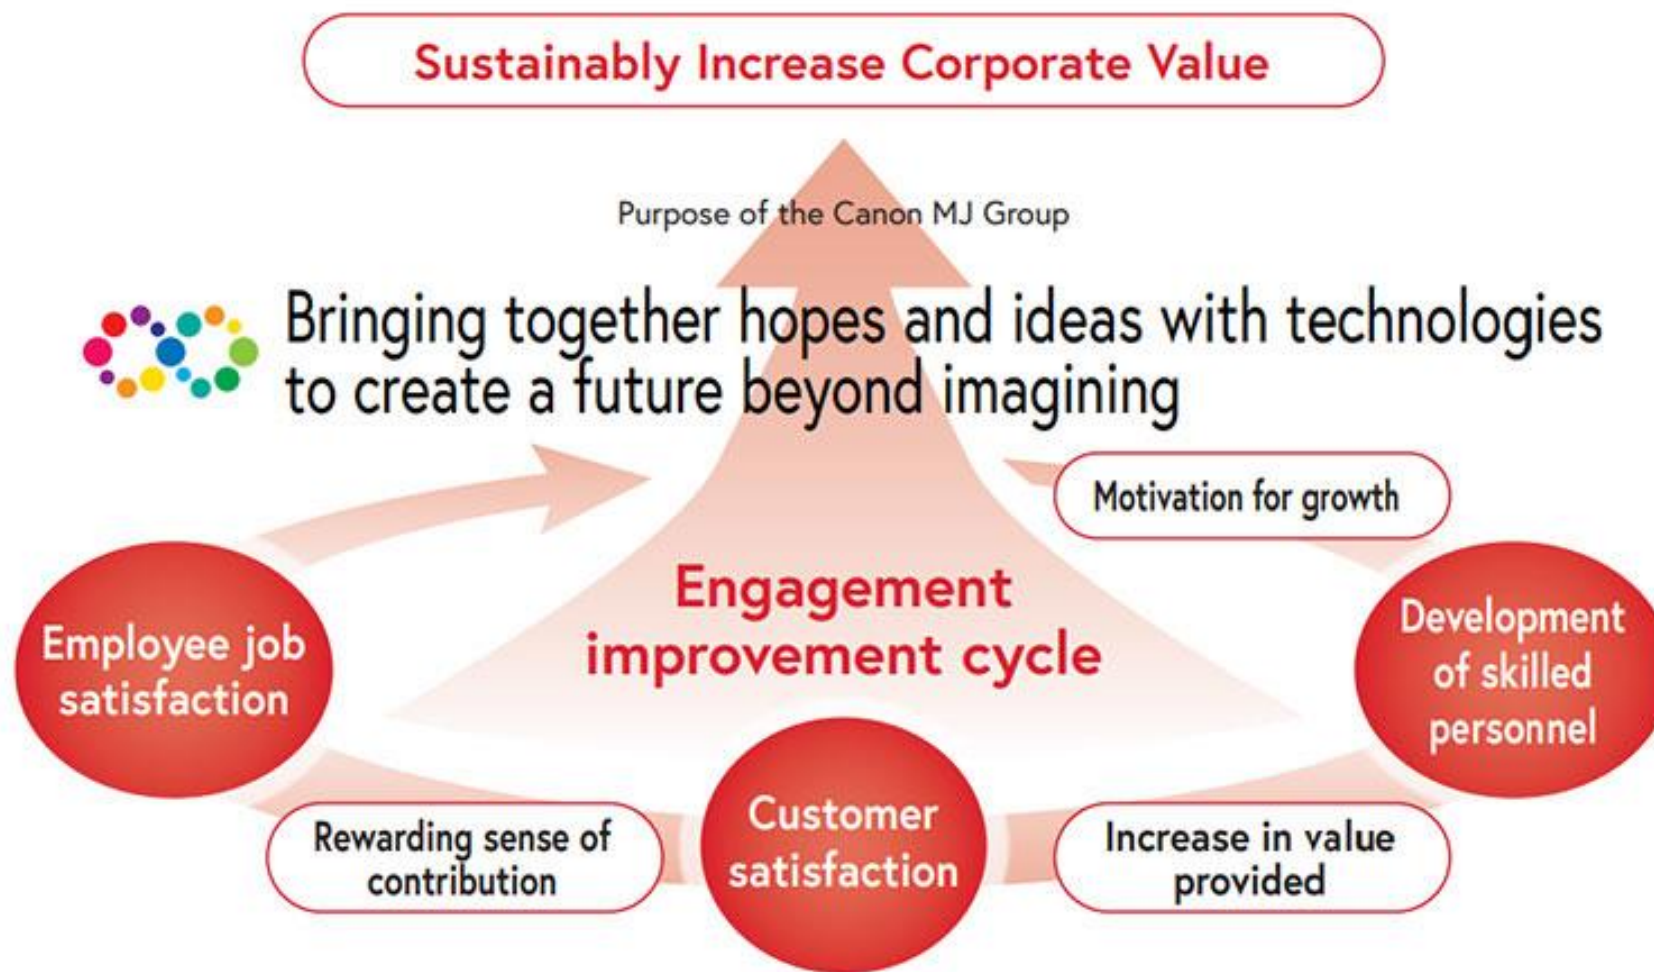 Sustainably Increase Corporate Value
Purpose of the Canon MJ Group
Bringing together hopes and ideas with technologies
to create a future beyond imagining
Motivation for growth
Engagement
improvement cycle
Employee job
satisfaction
Development
of skilled
personnel
Customer
satisfaction
Rewarding sense of
contribution
Increase in value
provided